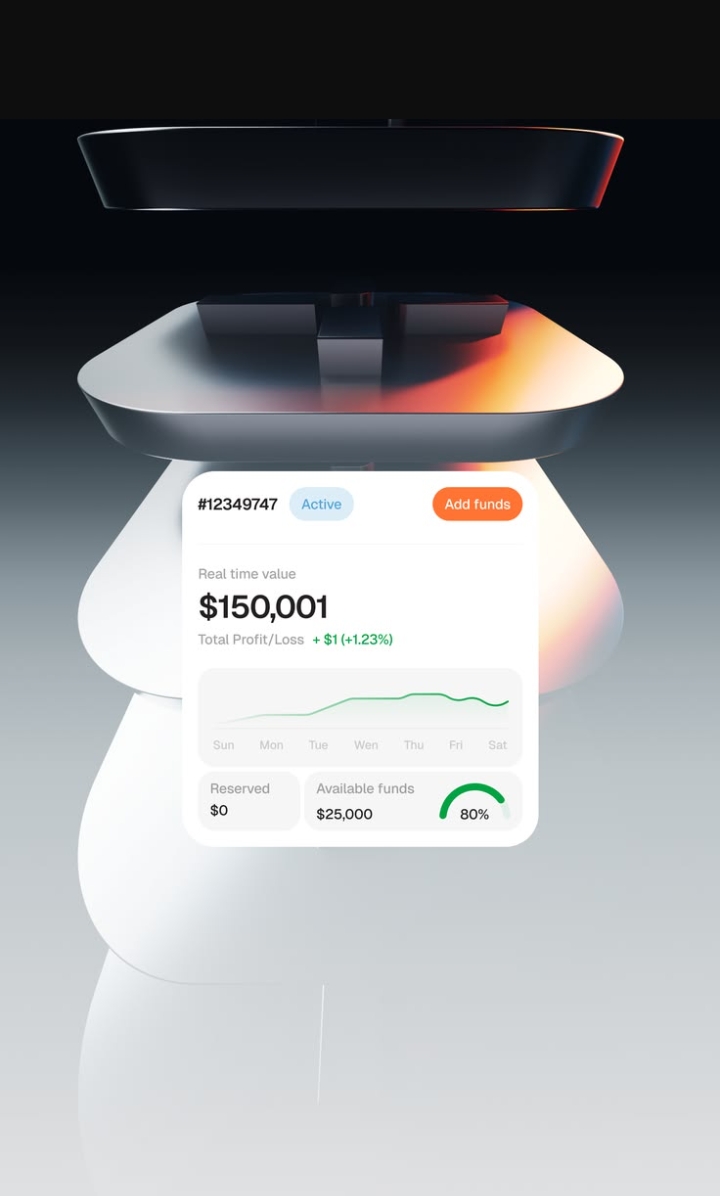 #12349747 Active Add funds
Real time value
$150,001
Total Profit/Loss + $1 (+1.23%)
Sun Mon Tue Wen Thu Fri Sat
Reserved
$0
Available funds
$25,000
80%